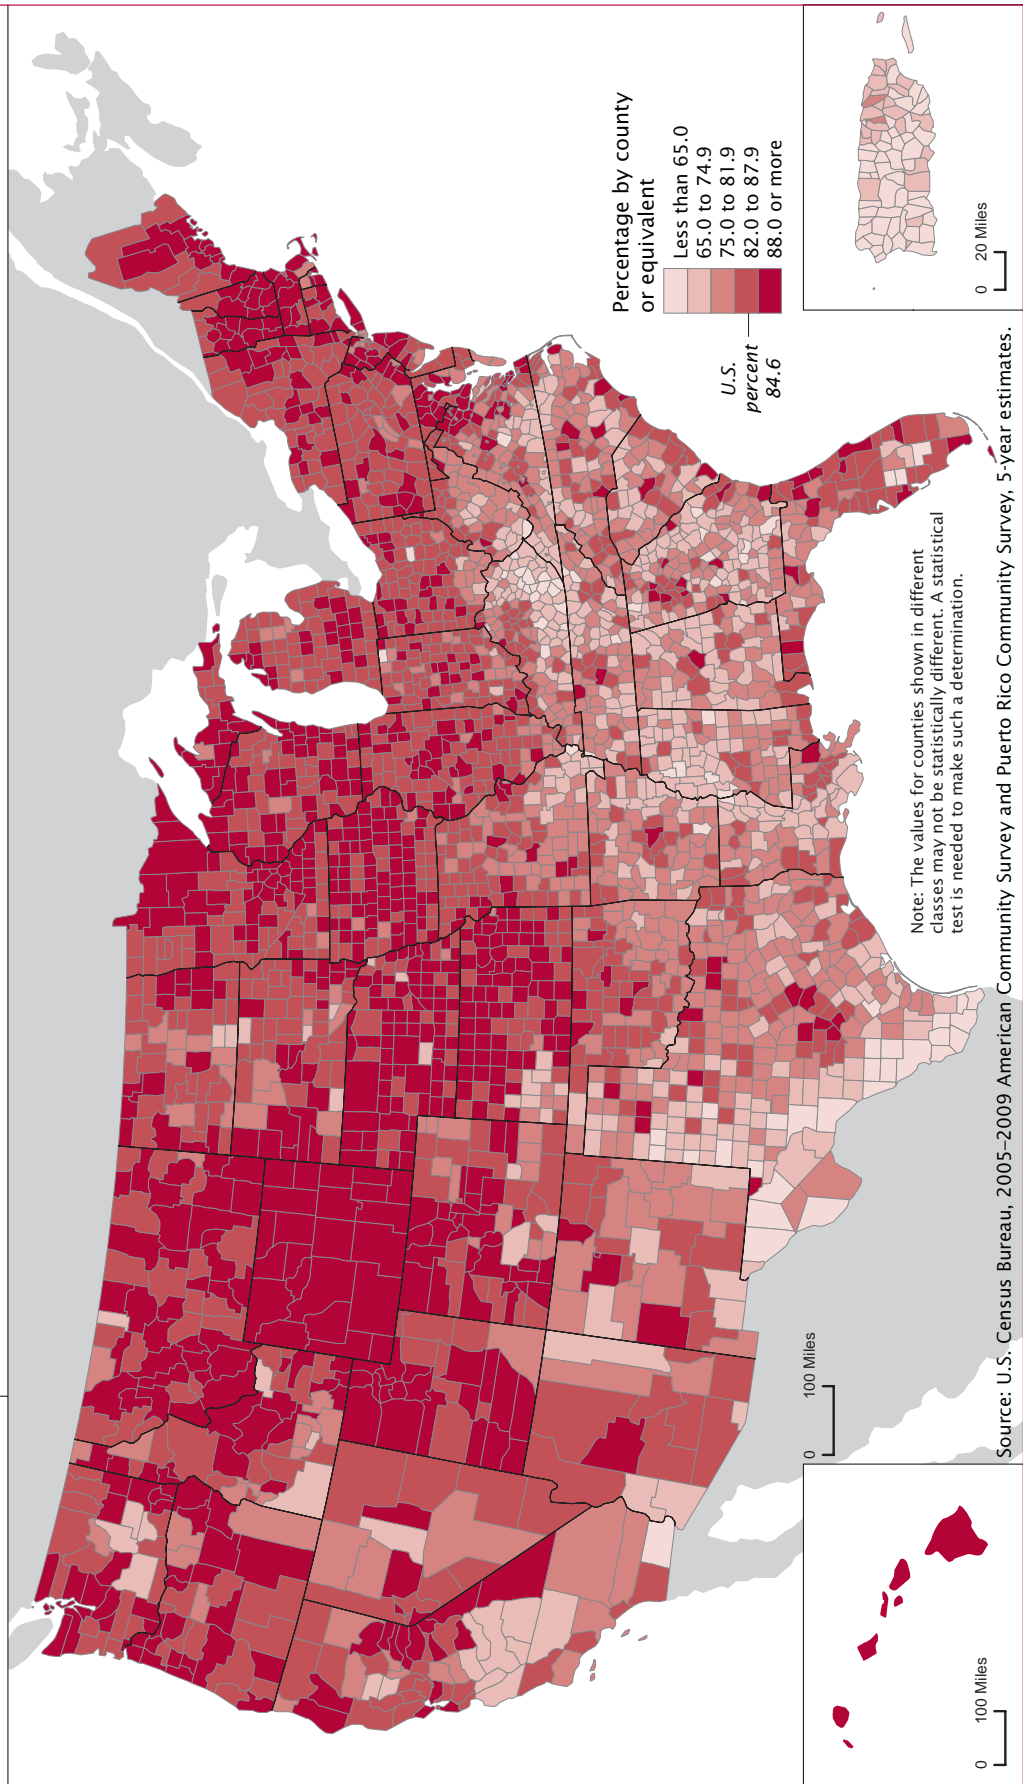 Percentage by county
or equivalent
Less than 65.0
65.0 to 74.9
75.0 to 81.9
82.0 to 87.9
88.0 or more
U.S.
percent
84.6
Note: The values for counties shown in different
classes may not be statistically different. A statistical
test is needed to make such a determination.
0 100 Miles
0 100 Miles
0 20 Miles
Source: U.S. Census Bureau, 2005–2009 American Community Survey and Puerto Rico Community Survey, 5-year estimates.